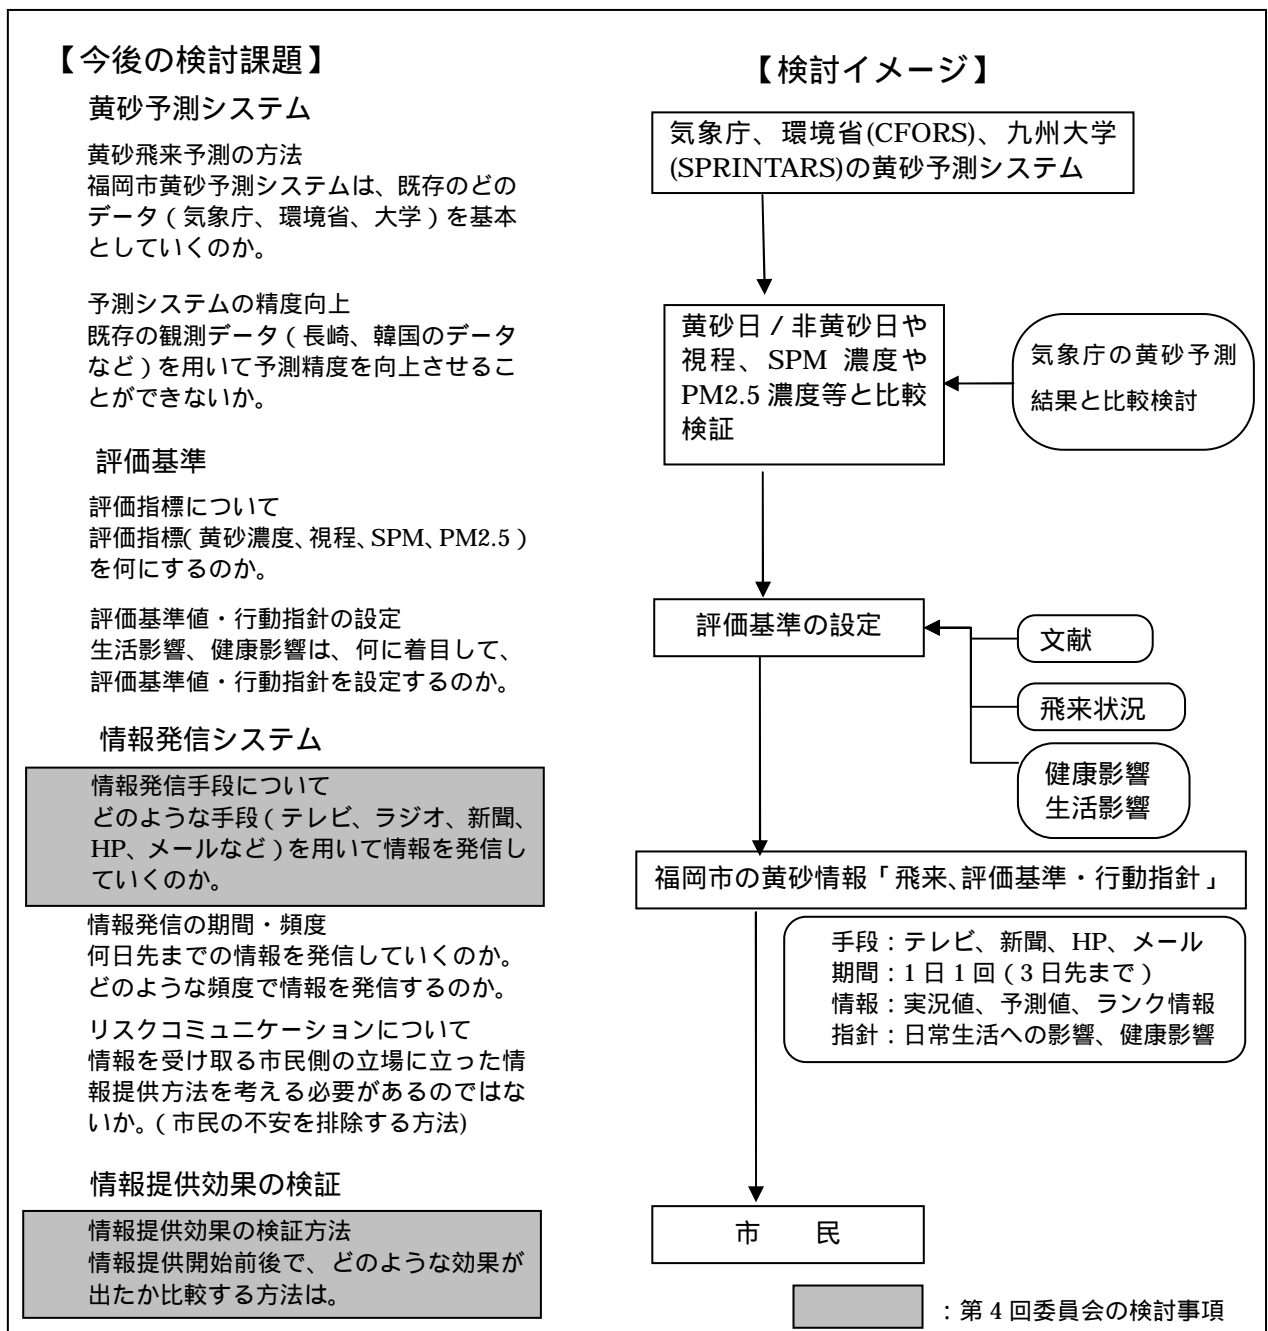 【今後の検討課題】
黄砂予測システム
黄砂飛来予測の方法
福岡市黄砂予測システムは、既存のどの
データ（気象庁、環境省、大学）を基本
としていくのか。
予測システムの精度向上
既存の観測データ（長崎、韓国のデータ
など）を用いて予測精度を向上させるこ
とができないか。
評価基準
評価指標について
評価指標（黄砂濃度、視程、SPM、PM2.5）
を何にするのか。
評価基準値・行動指針の設定
生活影響、健康影響は、何に着目して、
評価基準値・行動指針を設定するのか。
情報発信システム
情報発信手段について
どのような手段（テレビ、ラジオ、新聞、
HP、メールなど）を用いて情報を発信し
ていくのか。
情報発信の期間・頻度
何日先までの情報を発信していくのか。
どのような頻度で情報を発信するのか。
リスクコミュニケーションについて
情報を受け取る市民側の立場に立った情
報提供方法を考える必要があるのではな
いか。（市民の不安を排除する方法)
情報提供効果の検証
情報提供効果の検証方法
情報提供開始前後で、どのような効果が
出たか比較する方法は。
【検討イメージ】
気象庁、環境省(CFORS)、九州大学
(SPRINTARS)の黄砂予測システム
黄砂日／非黄砂日や
視程、SPM 濃度や
PM2.5 濃度等と比較
検証
気象庁の黄砂予測
結果と比較検討
評価基準の設定
文献
飛来状況
健康影響
生活影響
福岡市の黄砂情報「飛来、評価基準・行動指針」
手段：テレビ、新聞、HP、メール
期間：1 日 1 回（3 日先まで）
情報：実況値、予測値、ランク情報
指針：日常生活への影響、健康影響
市　　民
：第 4 回委員会の検討事項